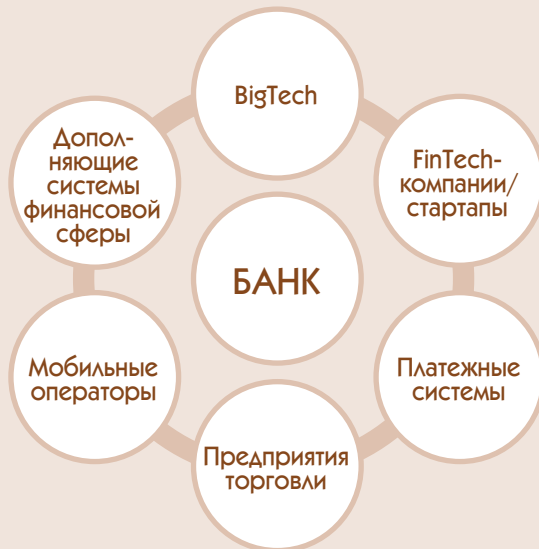 BigTech
Допол-
няющие
системы
финансовой
сферы
FinTech-
компании/
стартапы
БАНК
Мобильные
операторы
Платежные
системы
Предприятия
торговли